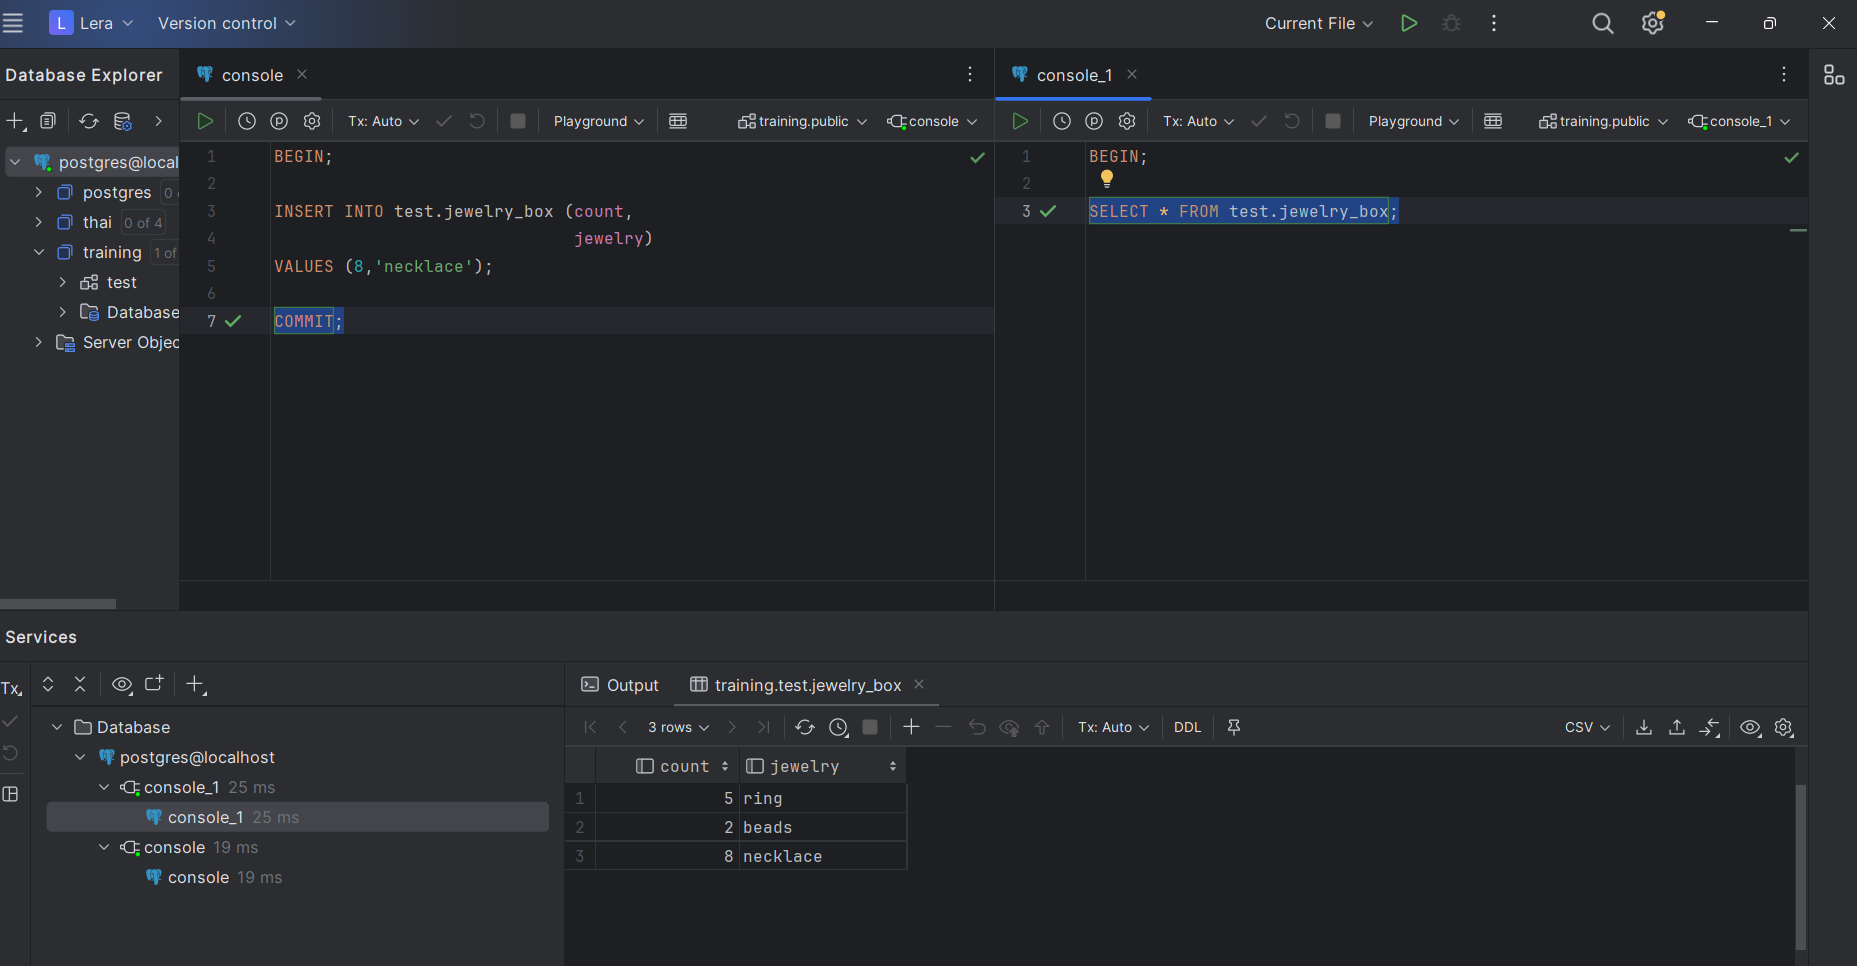 L Lera Version control Current File
Database Explorer
console
console_1
Tx: Auto Playground training.public console
Tx: Auto Playground training.public console_1
postgres@local
postgres 0
thai 0 of 4
training 1 of
test
Database
Server Objec
1 BEGIN;
2
3 INSERT INTO test.jewelry_box (count,
4 jewelry)
5 VALUES (8,'necklace');
6
7 COMMIT;
1 BEGIN;
2
3 SELECT * FROM test.jewelry_box;
Services
Tx
Database
postgres@localhost
console_1 25 ms
console_1 25 ms
console 19 ms
console 19 ms
Output training.test.jewelry_box
3 rows Tx: Auto DDL CSV
count jewelry
1 5 ring
2 2 beads
3 8 necklace